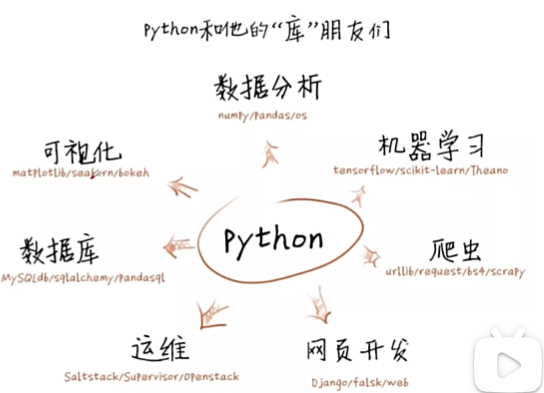 Python和他的“库”朋友们
数据分析
numpy/pandas/os
可视化
matplotlib/seaborn/bokeh
机器学习
tensorflow/scikit-learn/Theano
Python
数据库
MySQLdb/sqlalchemy/pandasql
爬虫
urllib/request/bs4/scrapy
运维
Saltstack/Supervisor/Openstack
网页开发
Django/falsk/web